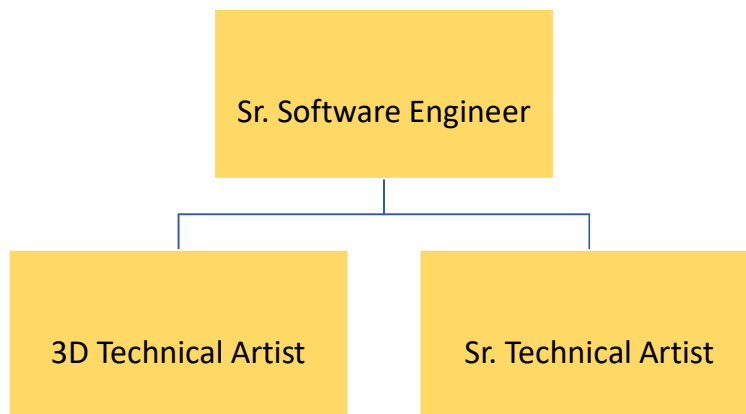 Sr. Software Engineer
3D Technical Artist
Sr. Technical Artist